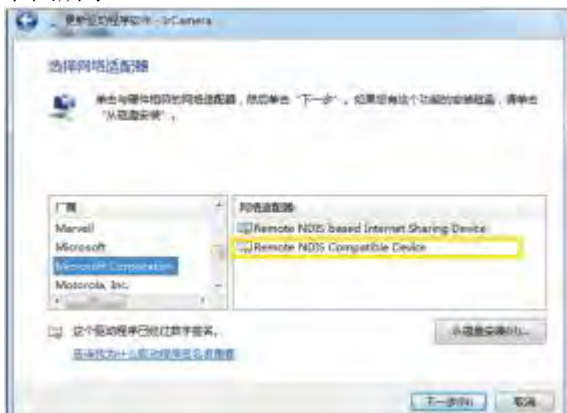 更新驱动程序软件 - IrCamera
选择网络适配器
单击与硬件相符的网络适配器，然后单击“下一步”。如果您有这个功能的安装磁盘，请单击
“从磁盘安装”。
厂商
网络适配器
Marvell
Remote NDIS based Internet Sharing Device
Microsoft
Remote NDIS Compatible Device
Microsoft Corporation
Motorola, Inc.
这个驱动程序已经过数字签名。
从磁盘安装(H)...
告诉我为什么驱动程序签名很重要
下一步(N)
取消